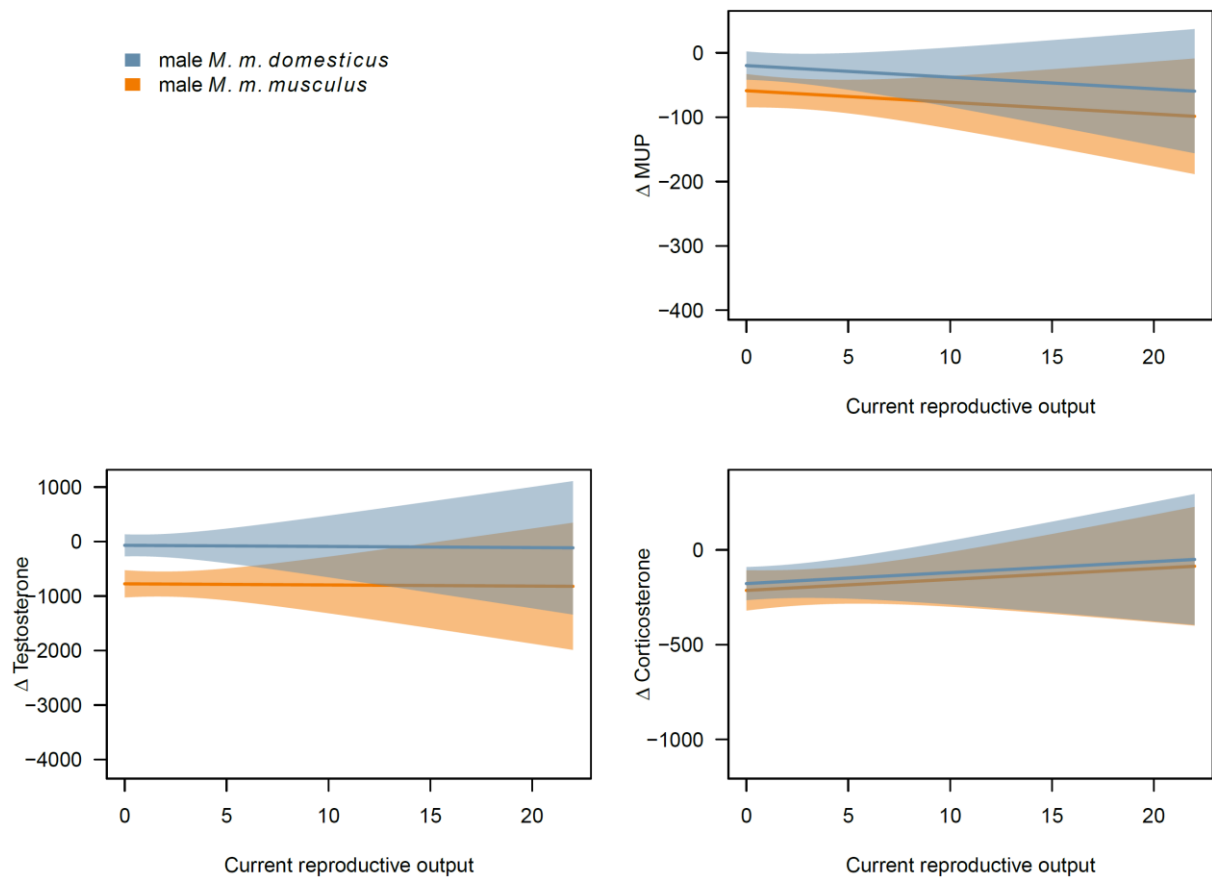 male M. m. domesticus
male M. m. musculus
Δ MUP
0
−100
−200
−300
−400
0 5 10 15 20
Current reproductive output
Δ Testosterone
1000
0
−1000
−2000
−3000
−4000
0 5 10 15 20
Current reproductive output
Δ Corticosterone
0
−500
−1000
0 5 10 15 20
Current reproductive output